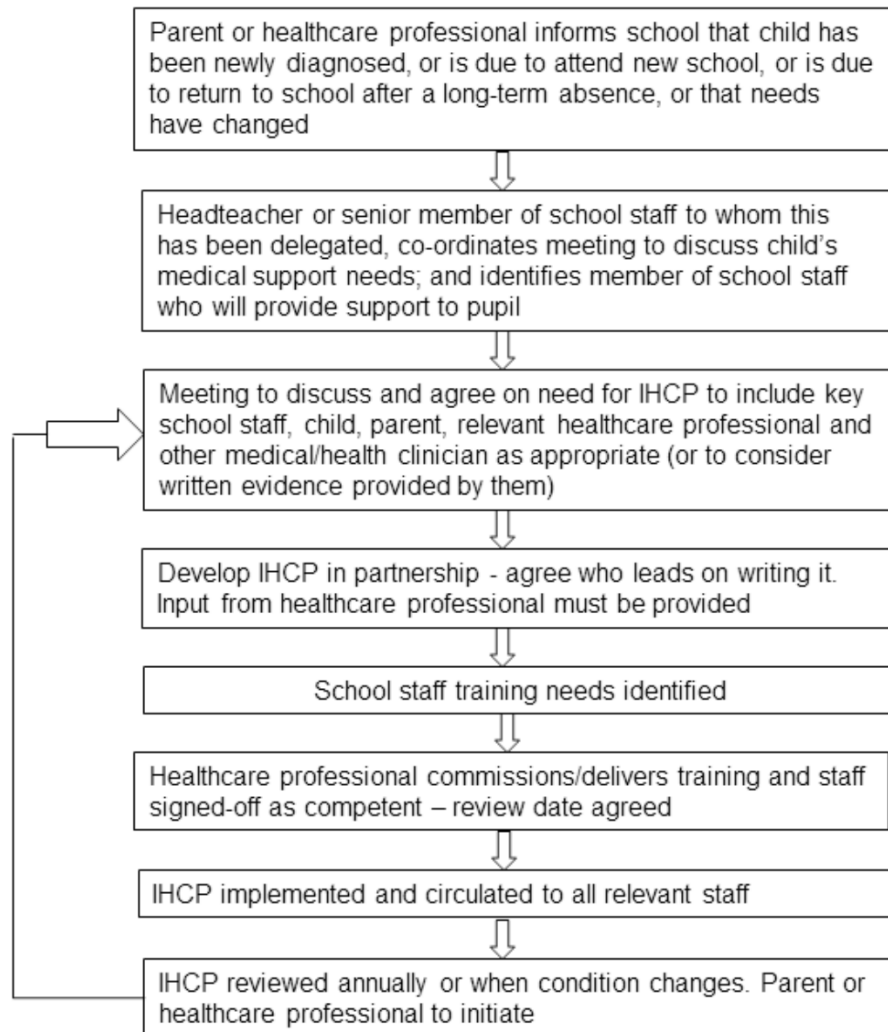 Parent or healthcare professional informs school that child has
been newly diagnosed, or is due to attend new school, or is due
to return to school after a long-term absence, or that needs
have changed
Headteacher or senior member of school staff to whom this
has been delegated, co-ordinates meeting to discuss child's
medical support needs; and identifies member of school staff
who will provide support to pupil
Meeting to discuss and agree on need for IHCP to include key
school staff, child, parent, relevant healthcare professional and
other medical/health clinician as appropriate (or to consider
written evidence provided by them)
Develop IHCP in partnership - agree who leads on writing it.
Input from healthcare professional must be provided
School staff training needs identified
Healthcare professional commissions/delivers training and staff
signed-off as competent – review date agreed
IHCP implemented and circulated to all relevant staff
IHCP reviewed annually or when condition changes. Parent or
healthcare professional to initiate